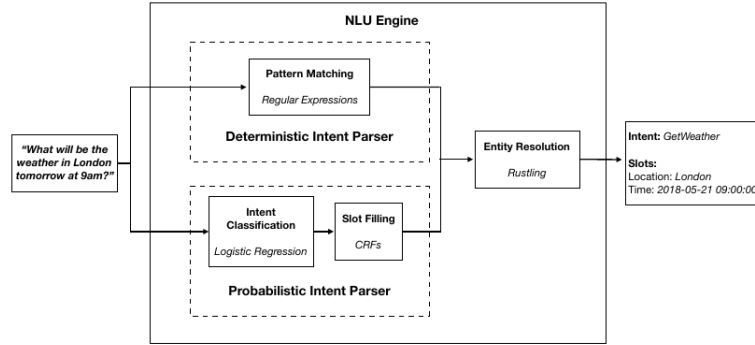 NLU Engine
Pattern Matching
Regular Expressions
Deterministic Intent Parser
“What will be the
weather in London
tomorrow at 9am?”
Intent
Classification
Logistic Regression
Slot Filling
CRFs
Probabilistic Intent Parser
Entity Resolution
Rustling
Intent: GetWeather
Slots:
Location: London
Time: 2018-05-21 09:00:00